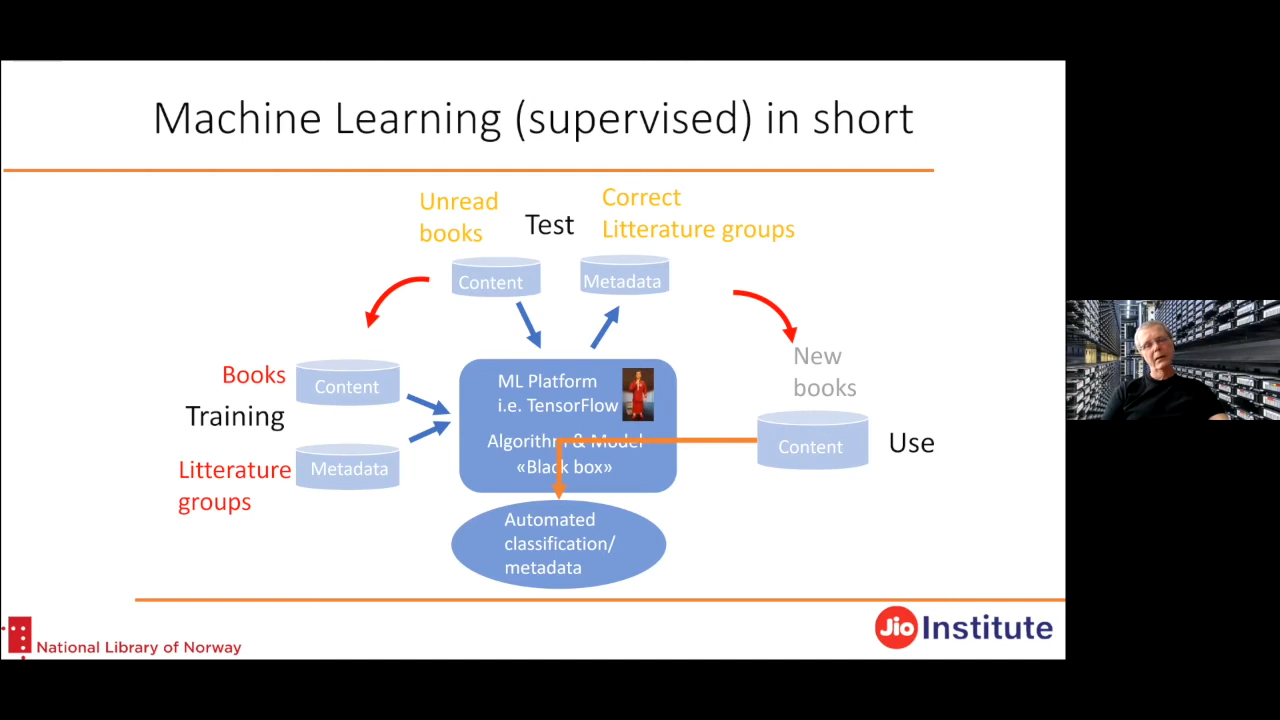 Machine Learning (supervised) in short
Unread
books
Test
Correct
Litterature groups
Content
Metadata
Books
Content
Training
Litterature
groups
Metadata
ML Platform
i.e. TensorFlow
Algorithm & Model
«Black box»
New
books
Content
Use
Automated
classification/
metadata
National Library of Norway
Jio Institute